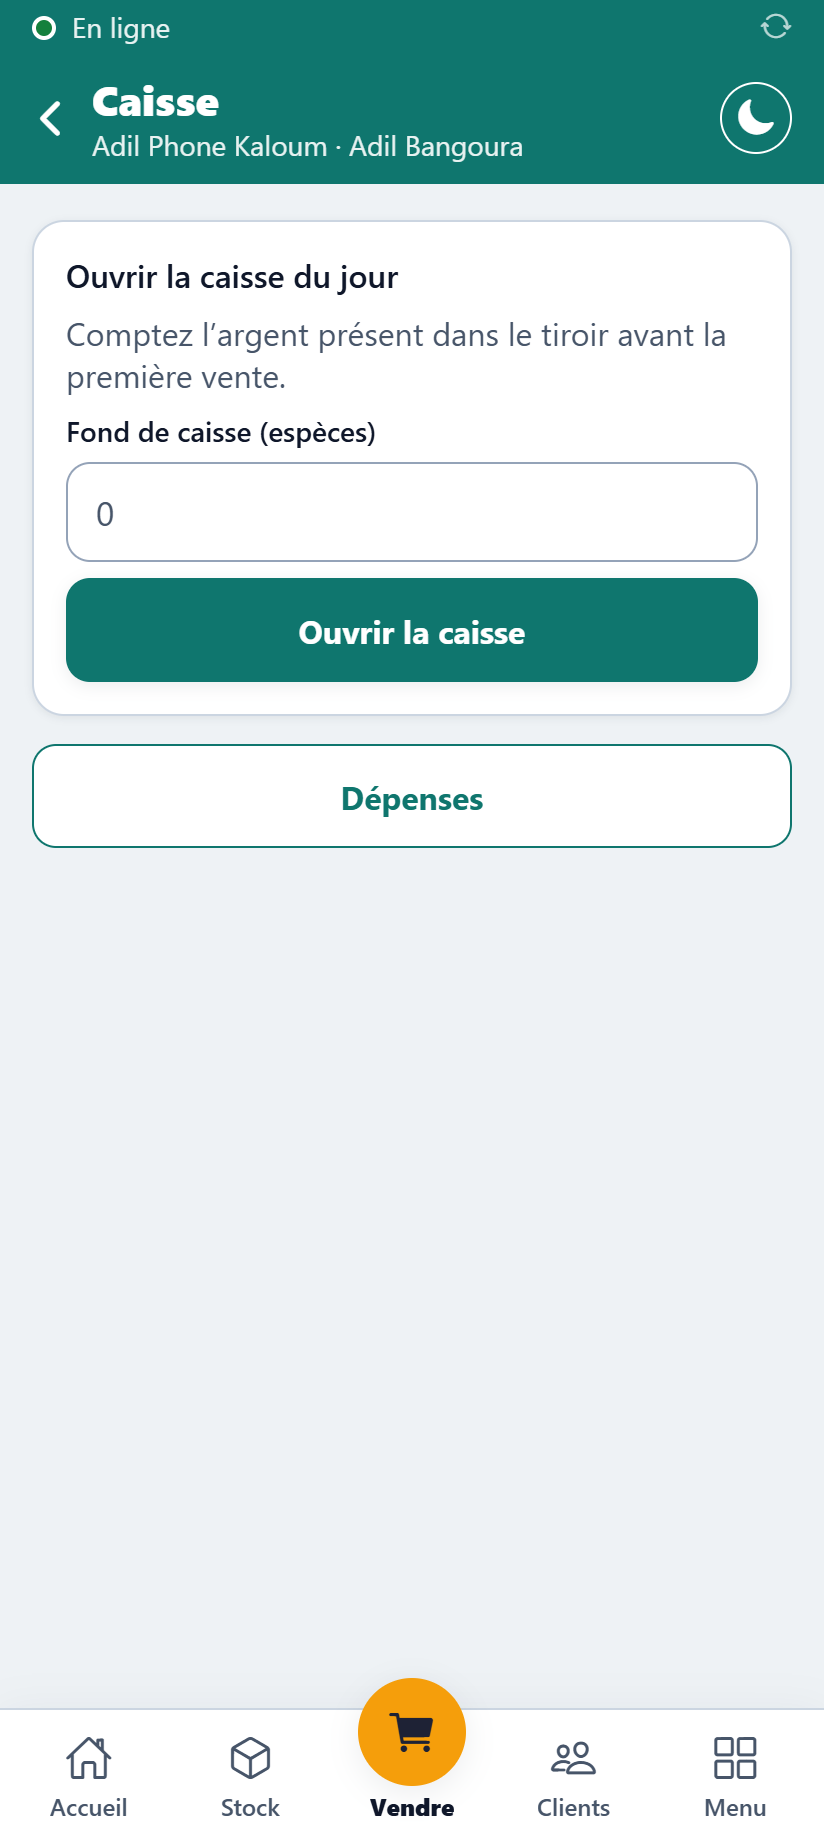 En ligne
Caisse
Adil Phone Kaloum · Adil Bangoura
Ouvrir la caisse du jour
Comptez l’argent présent dans le tiroir avant la
première vente.
Fond de caisse (espèces)
0
Ouvrir la caisse
Dépenses
Accueil
Stock
Vendre
Clients
Menu